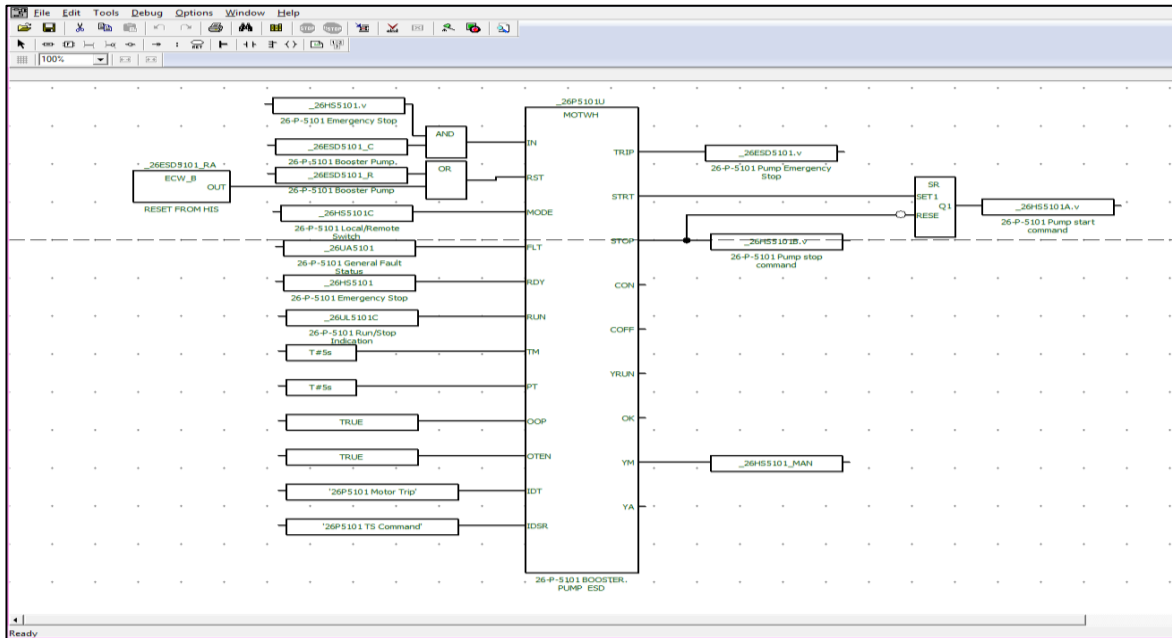 File Edit Tools Debug Options Window Help
100%
_26HS5101.v
26-P-5101 Emergency Stop
_26ESD5101_C
26-P-5101 Booster Pump.
_26ESD5101_R
26-P-5101 Booster Pump
_26ESD5101_RA
ECW_B
OUT
RESET FROM HIS
AND
OR
_26HS5101C
26-P-5101 Local/Remote
Switch
_26UA5101
26-P-5101 General Fault
Status
_26HS5101
26-P-5101 Emergency Stop
_26UL5101C
26-P-5101 Run/Stop
Indication
T#5s
T#5s
TRUE
TRUE
'26P5101 Motor Trip'
'26P5101 TS Command'
_26P5101U
MOTWH
IN
RST
MODE
FLT
RDY
RUN
TM
PT
OOP
OTEN
IDT
IDSR
TRIP
STRT
STOP
CON
COFF
YRUN
OK
YM
YA
26-P-5101 BOOSTER.
PUMP ESD
_26ESD5101.v
26-P-5101 Pump Emergency
Stop
SR
SET1
Q1
RESE
_26HS5101A.v
26-P-5101 Pump start
command
_26HS5101B.v
26-P-5101 Pump stop
command
_26HS5101_MAN
Ready